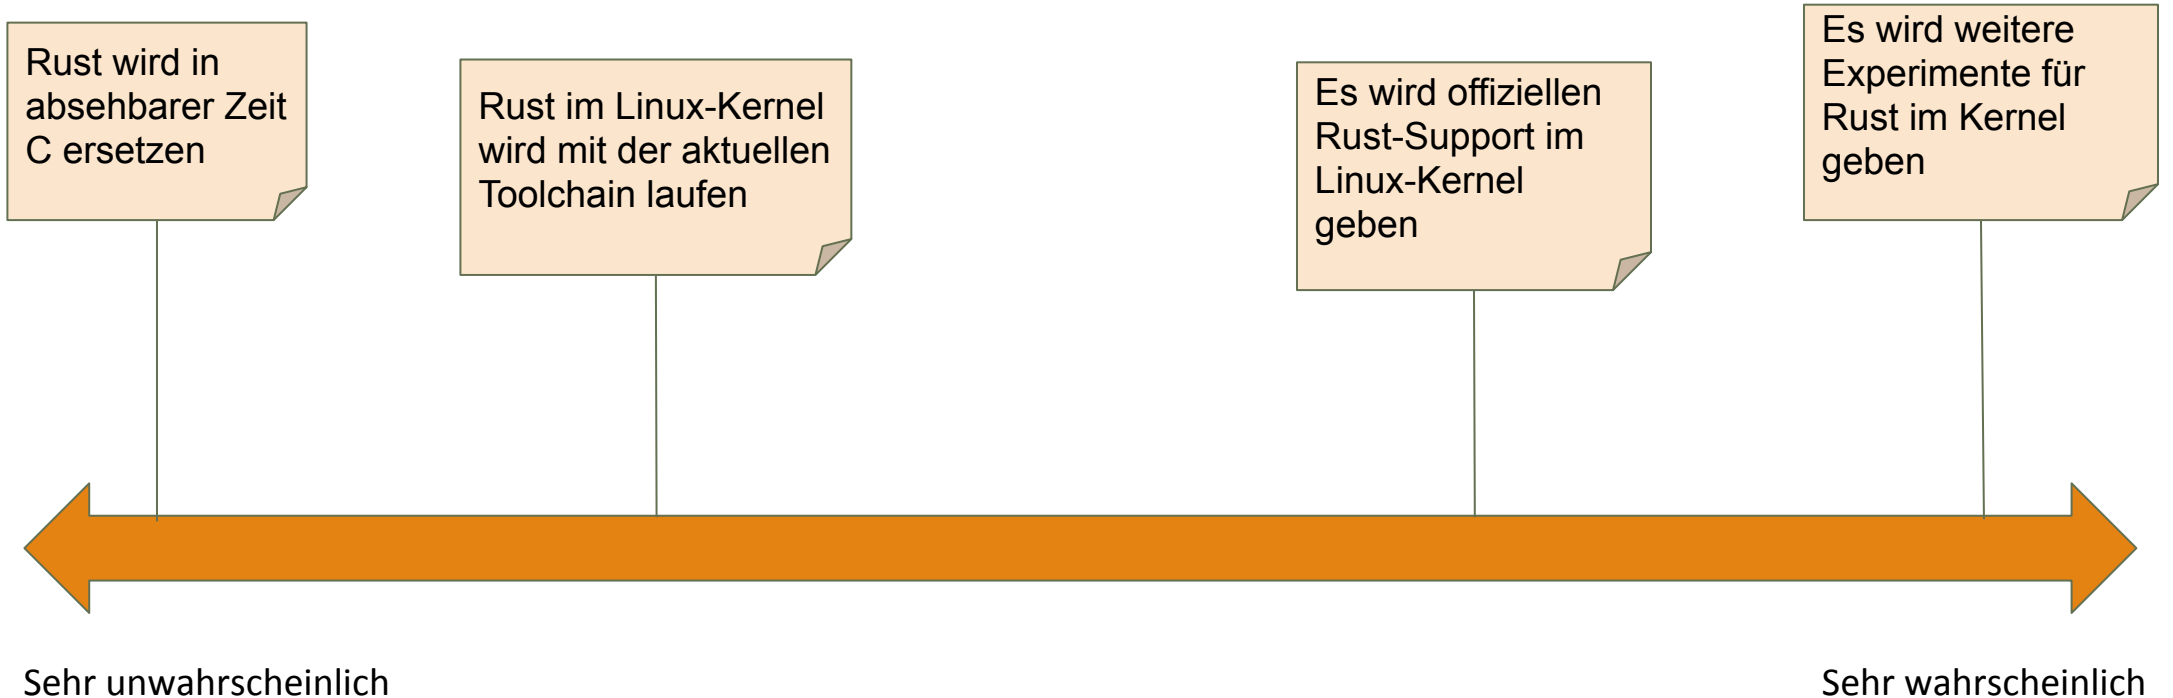 Rust wird in
absehbarer Zeit
C ersetzen
Rust im Linux-Kernel
wird mit der aktuellen
Toolchain laufen
Es wird offiziellen
Rust-Support im
Linux-Kernel
geben
Es wird weitere
Experimente für
Rust im Kernel
geben
Sehr unwahrscheinlich
Sehr wahrscheinlich